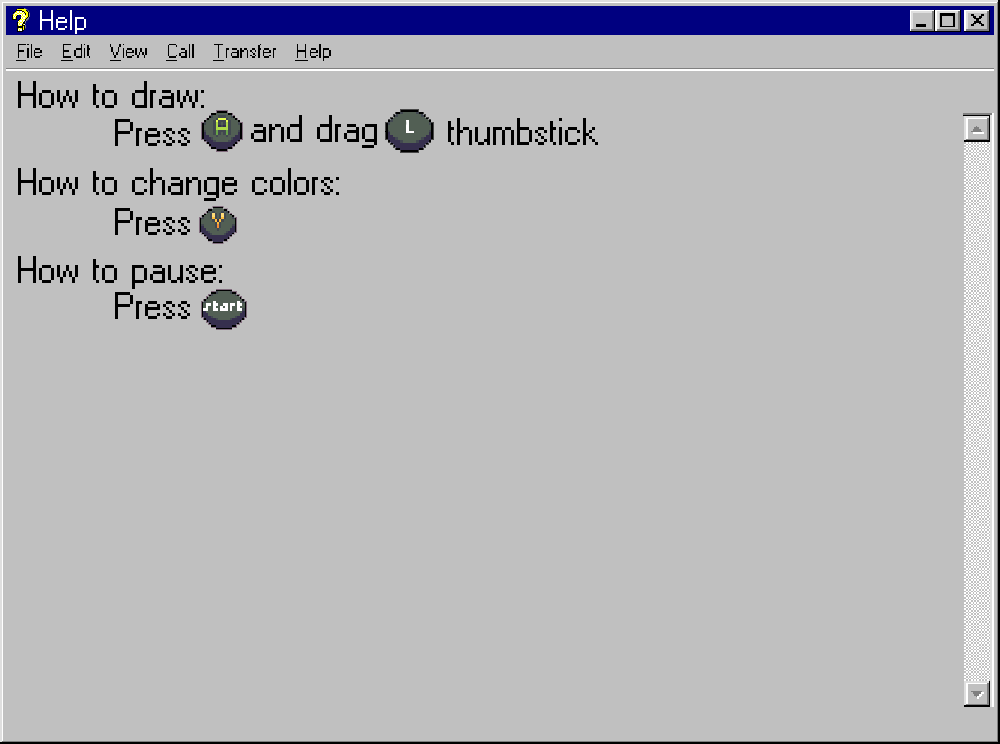 Help
File Edit View Call Transfer Help
How to draw:
Press A and drag L thumbstick
How to change colors:
Press Y
How to pause:
Press start